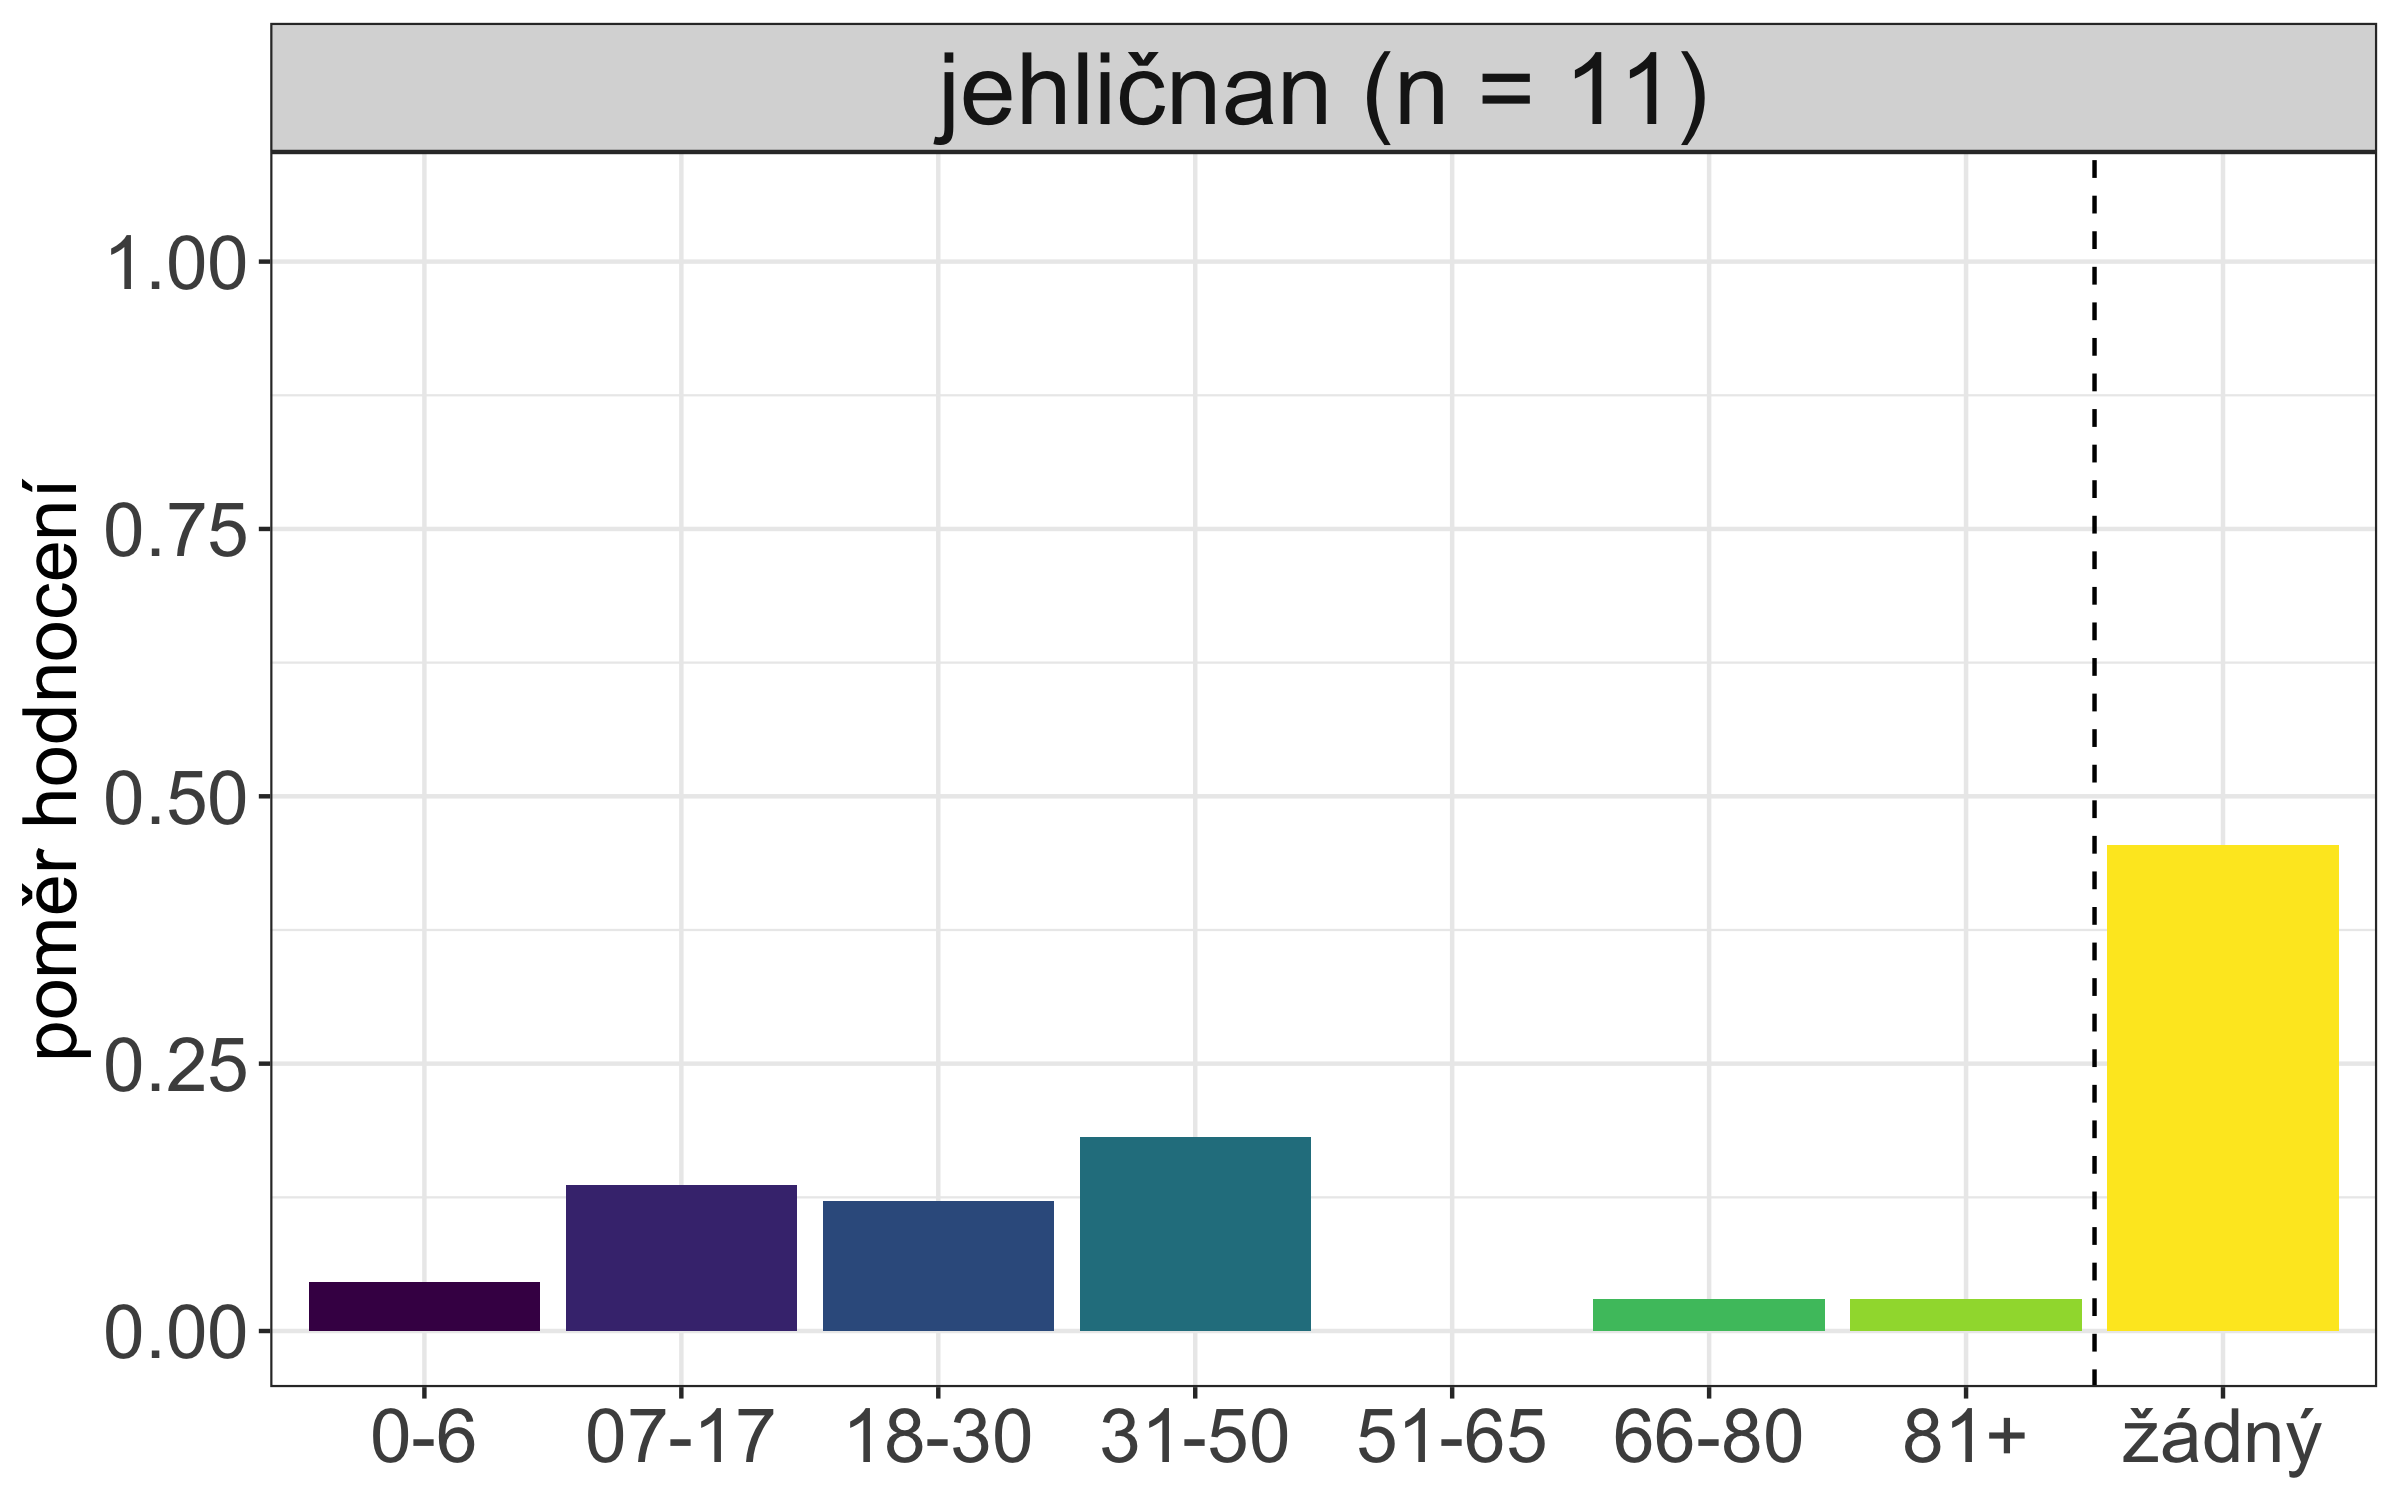 jehličnan (n = 11)
poměr hodnocení
1.00
0.75
0.50
0.25
0.00
0-6 07-17 18-30 31-50 51-65 66-80 81+ žádný